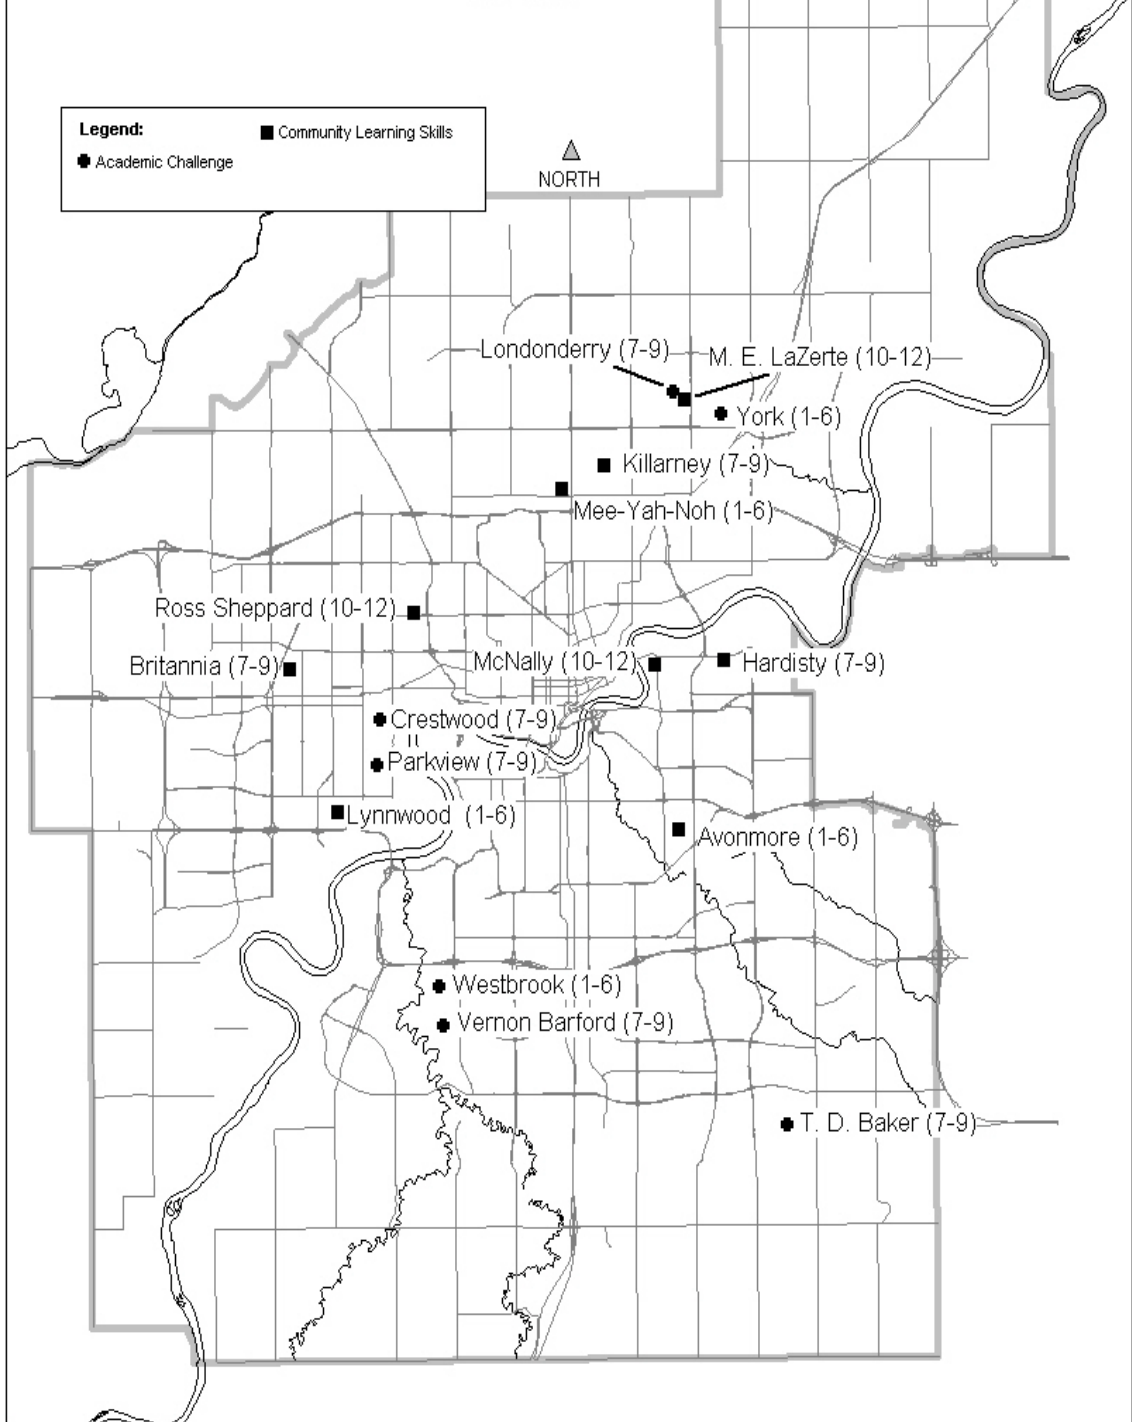 Legend:
Community Learning Skills
Academic Challenge
NORTH
Londonderry (7-9)
M. E. LaZerte (10-12)
York (1-6)
Killarney (7-9)
Mee-Yah-Noh (1-6)
Ross Sheppard (10-12)
Britannia (7-9)
McNally (10-12)
Hardisty (7-9)
Crestwood (7-9)
Parkview (7-9)
Lynnwood (1-6)
Avonmore (1-6)
Westbrook (1-6)
Vernon Barford (7-9)
T. D. Baker (7-9)